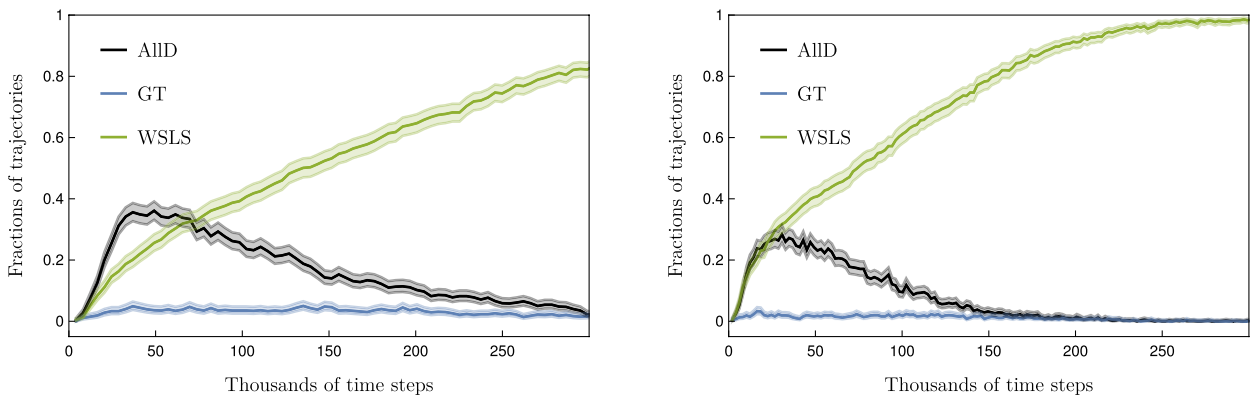 Fractions of trajectories
1
0.8
0.6
0.4
0.2
0
AllD
GT
WSLS
0 50 100 150 200 250
Thousands of time steps
Fractions of trajectories
1
0.8
0.6
0.4
0.2
0
AllD
GT
WSLS
0 50 100 150 200 250
Thousands of time steps